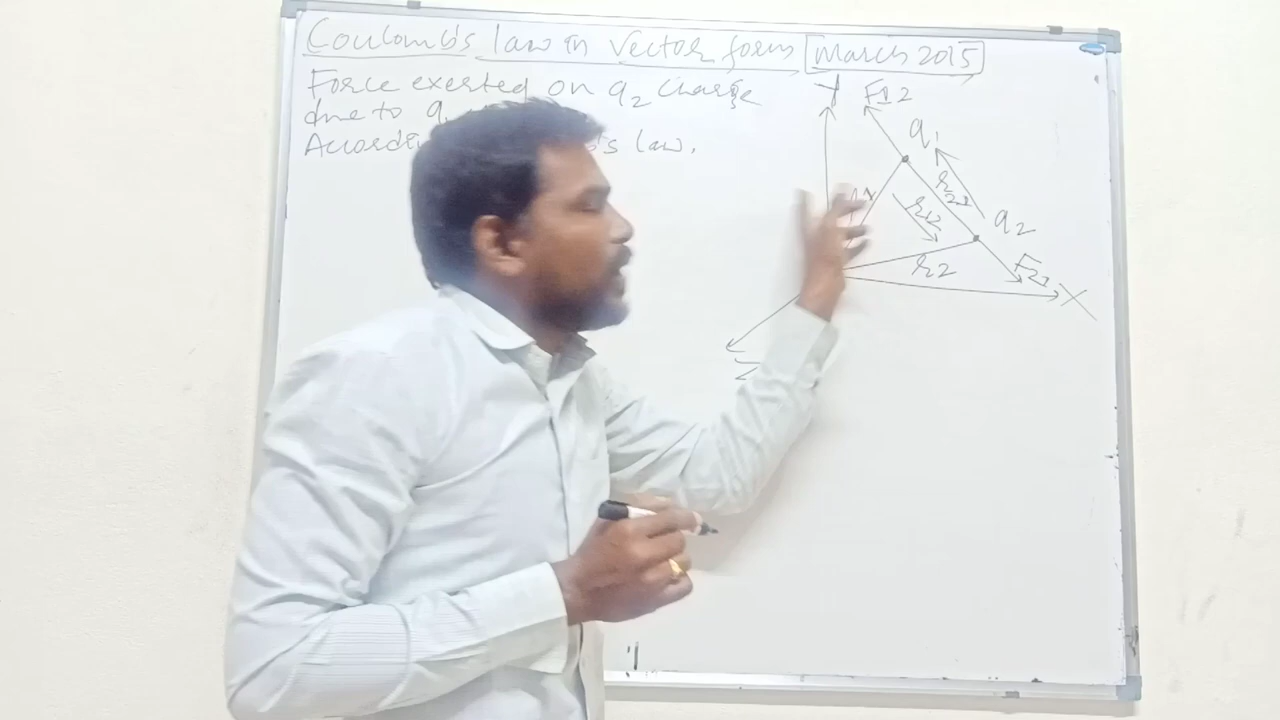 Coulomb's law in Vector form March 2015
Force exerted on q2 charge
due to q1
According 's law.
Y F12
q1
r21
r12
q2
r2
F21
X